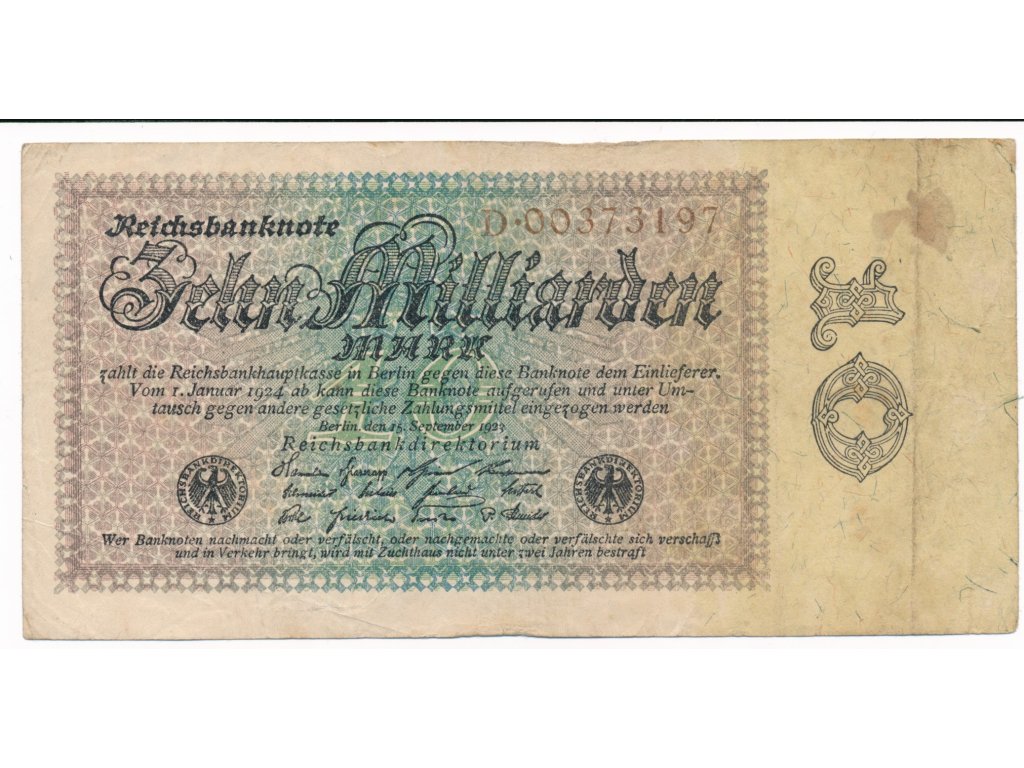 Reichsbanknote
D·00373197
Zehn Milliarden
MARK
zahlt die Reichsbankhauptkasse in Berlin gegen diese Banknote dem Einlieferer.
Vom 1. Januar 1924 ab kann diese Banknote aufgerufen und unter Um-
tausch gegen andere gesetzliche Zahlungsmittel eingezogen werden
Berlin, den 15. September 1923
Reichsbankdirektorium
REICHSBANKDIREKTORIUM
REICHSBANKDIREKTORIUM
Wer Banknoten nachmacht oder verfälscht, oder nachgemachte oder verfälschte sich verschafft
und in Verkehr bringt, wird mit Zuchthaus nicht unter zwei Jahren bestraft
10